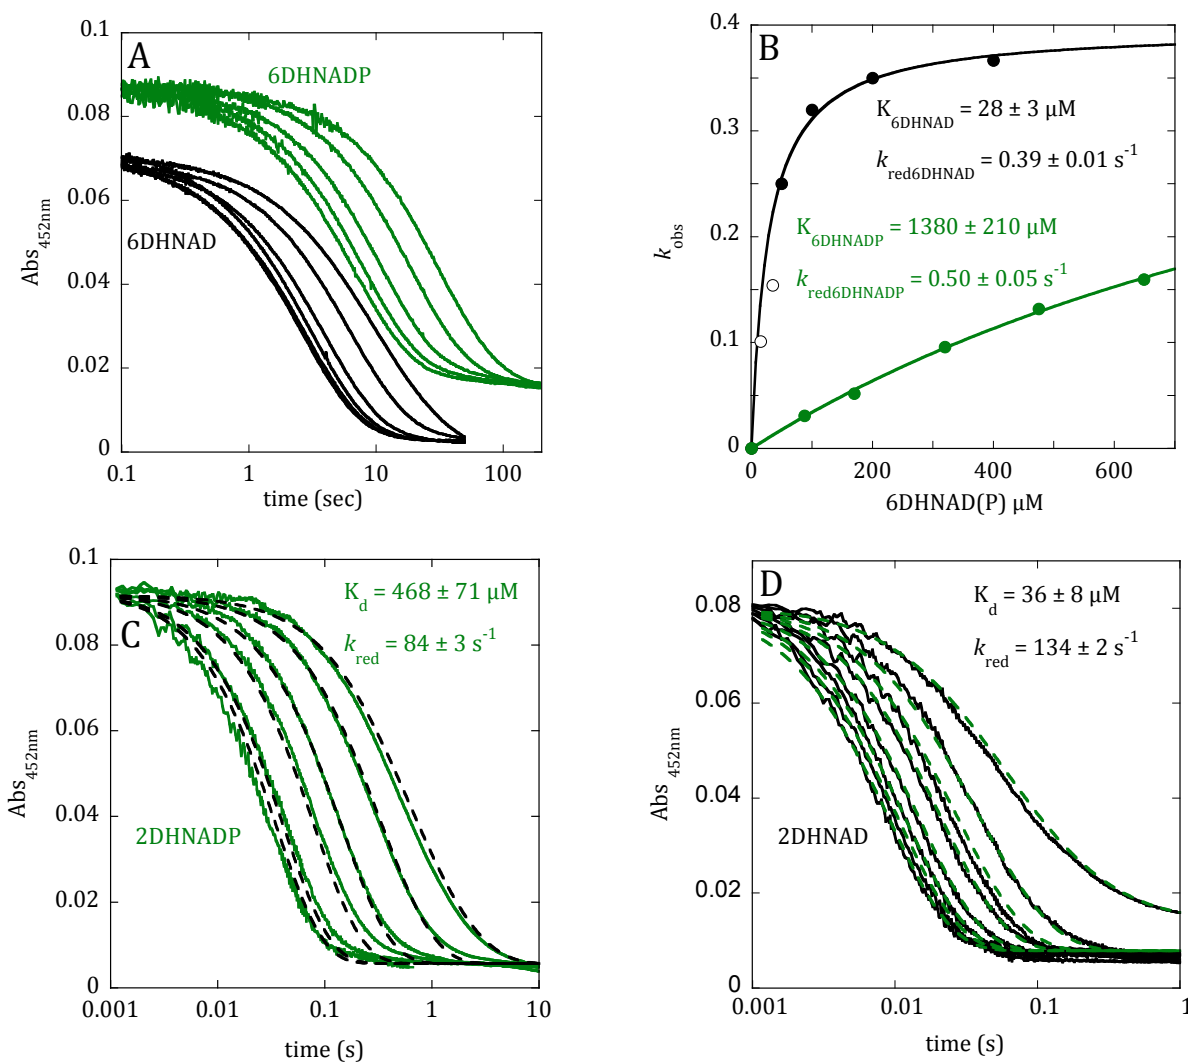 A
6DHNADP
6DHNAD
0.1
0.08
0.06
0.04
0.02
0
Abs452nm
0.1 1 10 100
time (sec)
B
K6DHNAD = 28 ± 3 µM
kred6DHNAD = 0.39 ± 0.01 s-1
K6DHNADP = 1380 ± 210 µM
kred6DHNADP = 0.50 ± 0.05 s-1
0.4
0.3
0.2
0.1
0
kobs
0 200 400 600
6DHNAD(P) µM
C
Kd = 468 ± 71 µM
kred = 84 ± 3 s-1
2DHNADP
0.1
0.08
0.06
0.04
0.02
0
Abs452nm
0.001 0.01 0.1 1 10
time (s)
D
Kd = 36 ± 8 µM
kred = 134 ± 2 s-1
2DHNAD
0.08
0.06
0.04
0.02
0
Abs 452nm
0.001 0.01 0.1 1
time (s)